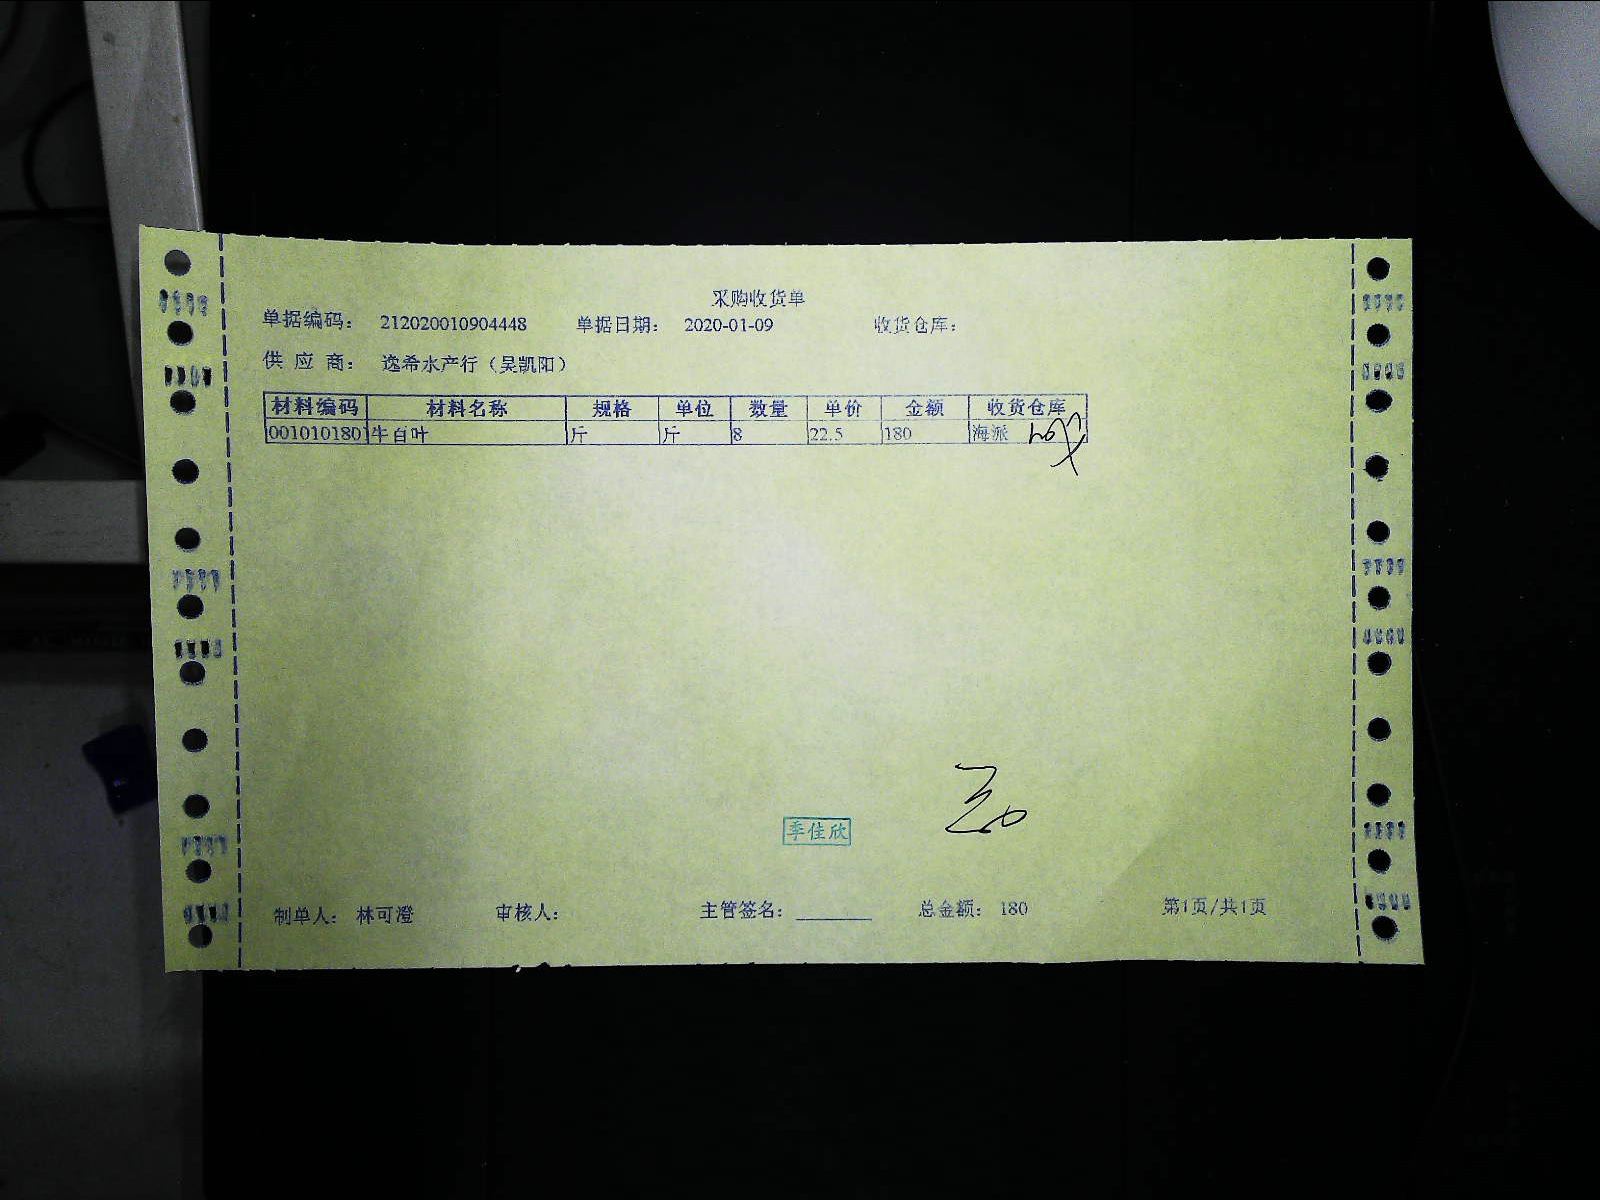 采购收货单
单据编码： 212020010904448 单据日期： 2020-01-09 收货仓库：
供 应 商： 逸希水产行（吴凯阳）
材料编码 材料名称 规格 单位 数量 单价 金额 收货仓库
001010180 牛百叶 斤 斤 8 22.5 180 海派
季佳欣
制单人： 林可澄 审核人： 主管签名： 总金额： 180 第1页/共1页